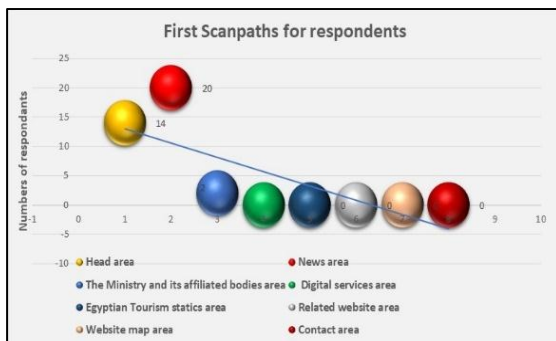 First Scanpaths for respondents
Numbers of respondants
25
20
15
10
5
0
-5
-10
-1 0 1 2 3 5 6 7 8 9 10
14
20
2
0
0
0
Head area
News area
The Ministry and its affiliated bodies area
Digital services area
Egyptian Tourism statics area
Related website area
Website map area
Contact area